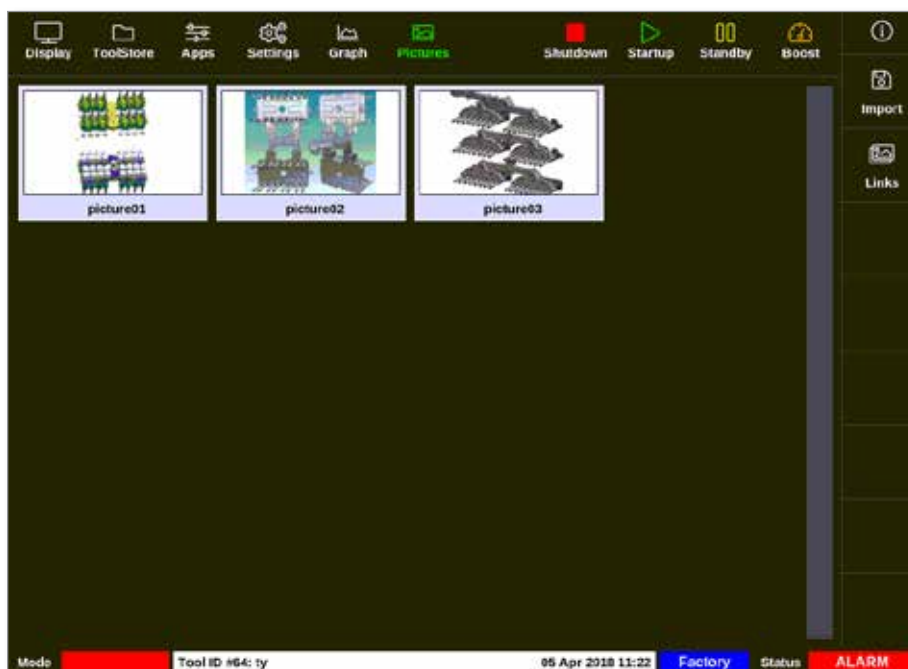 Display ToolStore Apps Settings Graph Pictures Shutdown Startup Standby Boost
Import
Links
picture01 picture02 picture03
Mode Tool ID #64: ty 05 Apr 2018 11:22 Factory Status ALARM